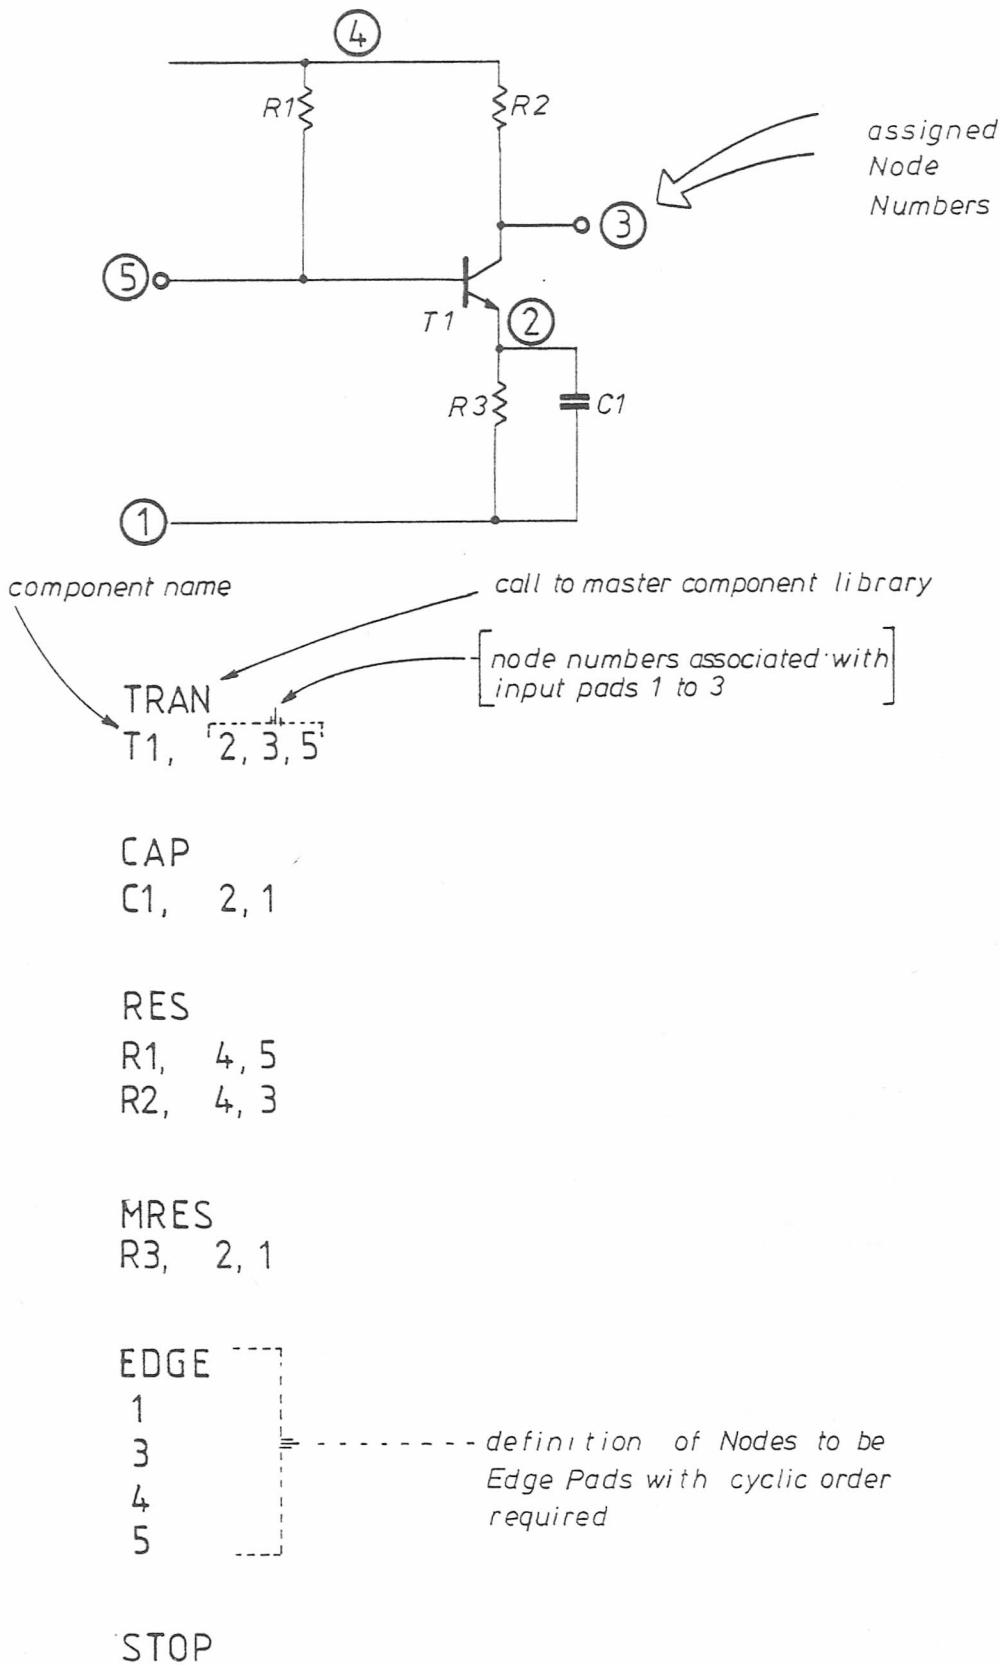 4
R1
R2
assigned
Node
Numbers
3
5
T1
2
R3
C1
1
component name
call to master component library
node numbers associated with
input pads 1 to 3
TRAN
T1, 2, 3, 5
CAP
C1, 2, 1
RES
R1, 4, 5
R2, 4, 3
MRES
R3, 2, 1
EDGE
1
3
4
5
definition of Nodes to be
Edge Pads with cyclic order
required
STOP